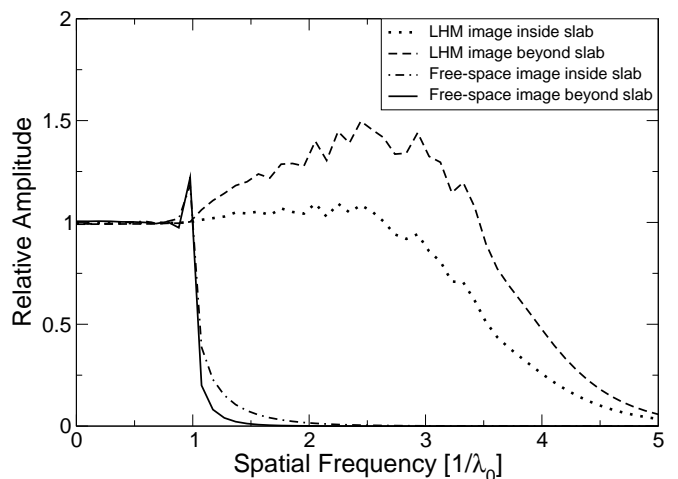 2
LHM image inside slab
LHM image beyond slab
Free-space image inside slab
Free-space image beyond slab
1.5
Relative Amplitude
1
0.5
0
0 1 2 3 4 5
Spatial Frequency [1/λ₀]